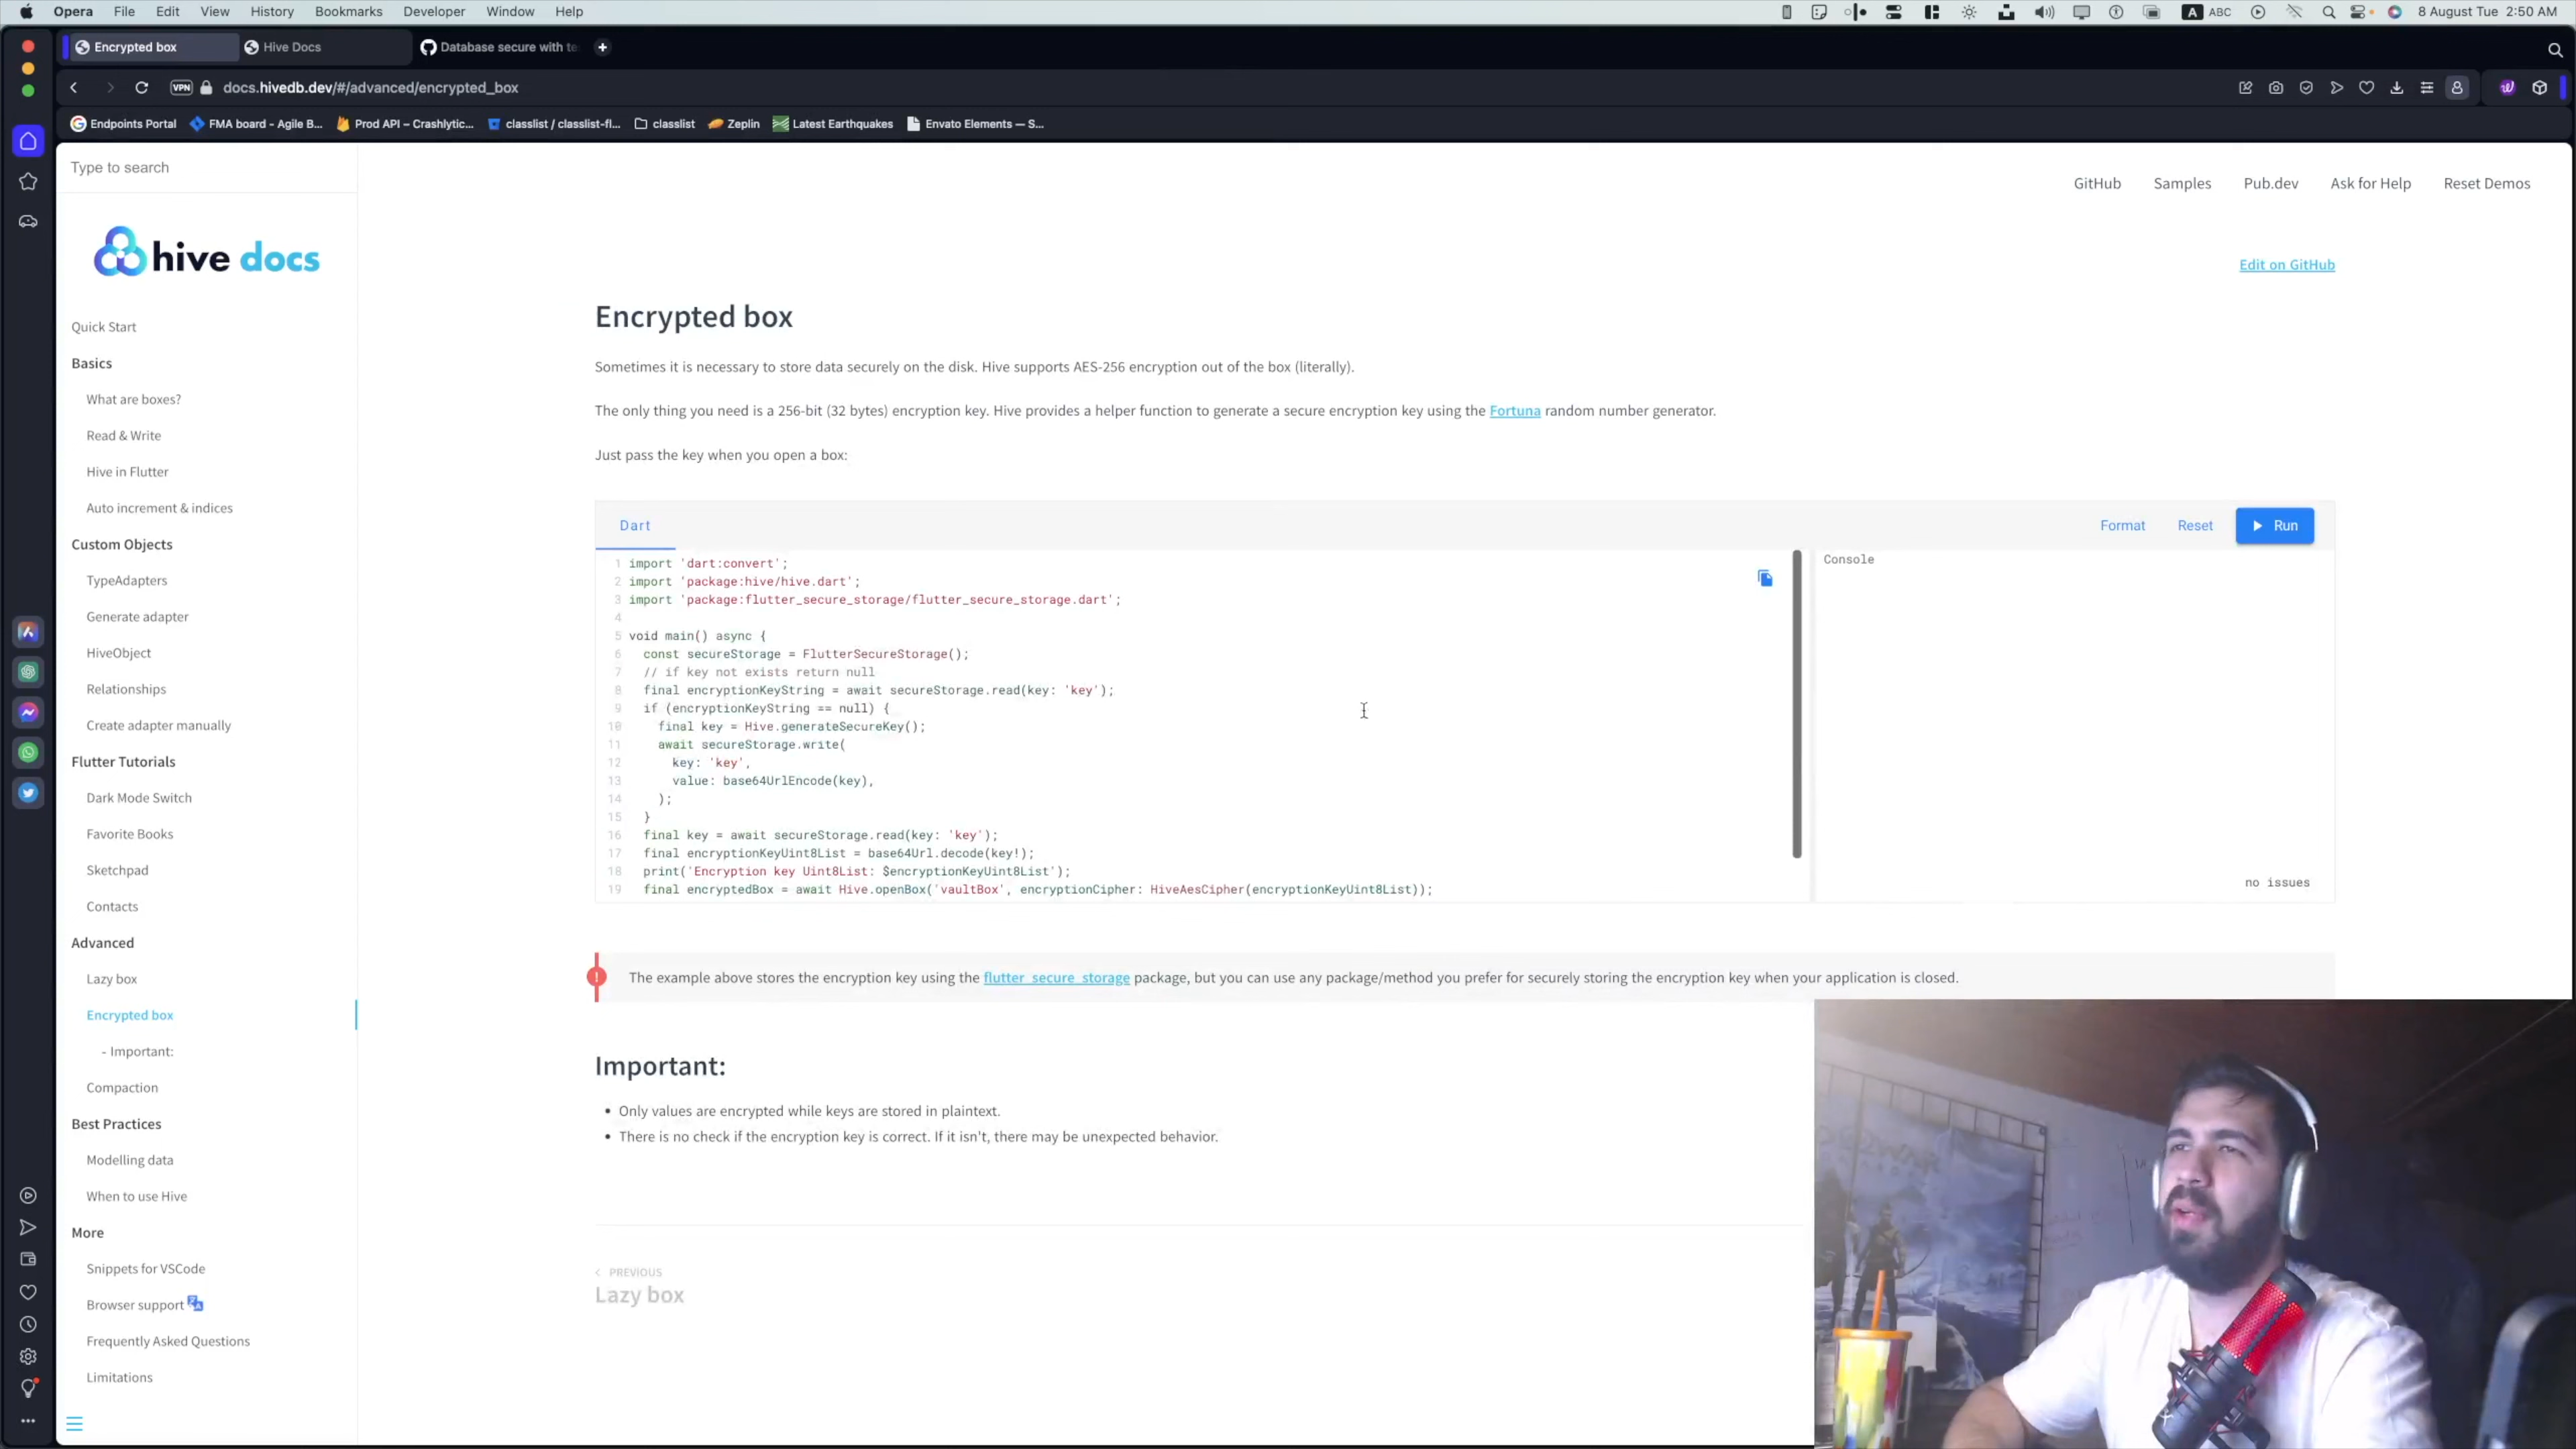 Opera File Edit View History Bookmarks Developer Window Help
A ABC 8 August Tue 2:50 AM
Encrypted box
Hive Docs
Database secure with te
VPN docs.hivedb.dev/#/advanced/encrypted_box
Endpoints Portal
FMA board - Agile B...
Prod API – Crashlytic...
classlist / classlist-fl...
classlist
Zeplin
Latest Earthquakes
Envato Elements — S...
Type to search
hive docs
Quick Start
Basics
What are boxes?
Read & Write
Hive in Flutter
Auto increment & indices
Custom Objects
TypeAdapters
Generate adapter
HiveObject
Relationships
Create adapter manually
Flutter Tutorials
Dark Mode Switch
Favorite Books
Sketchpad
Contacts
Advanced
Lazy box
Encrypted box
- Important:
Compaction
Best Practices
Modelling data
When to use Hive
More
Snippets for VSCode
Browser support
Frequently Asked Questions
Limitations
GitHub Samples Pub.dev Ask for Help Reset Demos
Edit on GitHub
Encrypted box
Sometimes it is necessary to store data securely on the disk. Hive supports AES-256 encryption out of the box (literally).
The only thing you need is a 256-bit (32 bytes) encryption key. Hive provides a helper function to generate a secure encryption key using the Fortuna random number generator.
Just pass the key when you open a box:
Dart
Format Reset Run
1 import 'dart:convert';
2 import 'package:hive/hive.dart';
3 import 'package:flutter_secure_storage/flutter_secure_storage.dart';
4
5 void main() async {
6 const secureStorage = FlutterSecureStorage();
7 // if key not exists return null
8 final encryptionKeyString = await secureStorage.read(key: 'key');
9 if (encryptionKeyString == null) {
10 final key = Hive.generateSecureKey();
11 await secureStorage.write(
12 key: 'key',
13 value: base64UrlEncode(key),
14 );
15 }
16 final key = await secureStorage.read(key: 'key');
17 final encryptionKeyUint8List = base64Url.decode(key!);
18 print('Encryption key Uint8List: $encryptionKeyUint8List');
19 final encryptedBox = await Hive.openBox('vaultBox', encryptionCipher: HiveAesCipher(encryptionKeyUint8List));
Console
no issues
The example above stores the encryption key using the flutter_secure_storage package, but you can use any package/method you prefer for securely storing the encryption key when your application is closed.
Important:
• Only values are encrypted while keys are stored in plaintext.
• There is no check if the encryption key is correct. If it isn't, there may be unexpected behavior.
PREVIOUS
Lazy box